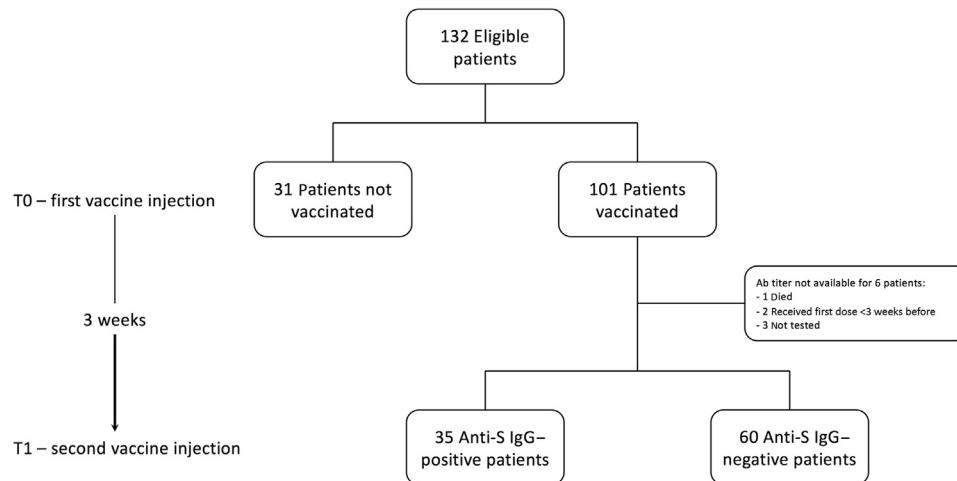 132 Eligible
patients
31 Patients not
vaccinated
101 Patients
vaccinated
T0 – first vaccine injection
Ab titer not available for 6 patients:
- 1 Died
- 2 Received first dose <3 weeks before
- 3 Not tested
3 weeks
35 Anti-S IgG–
positive patients
60 Anti-S IgG–
negative patients
T1 – second vaccine injection